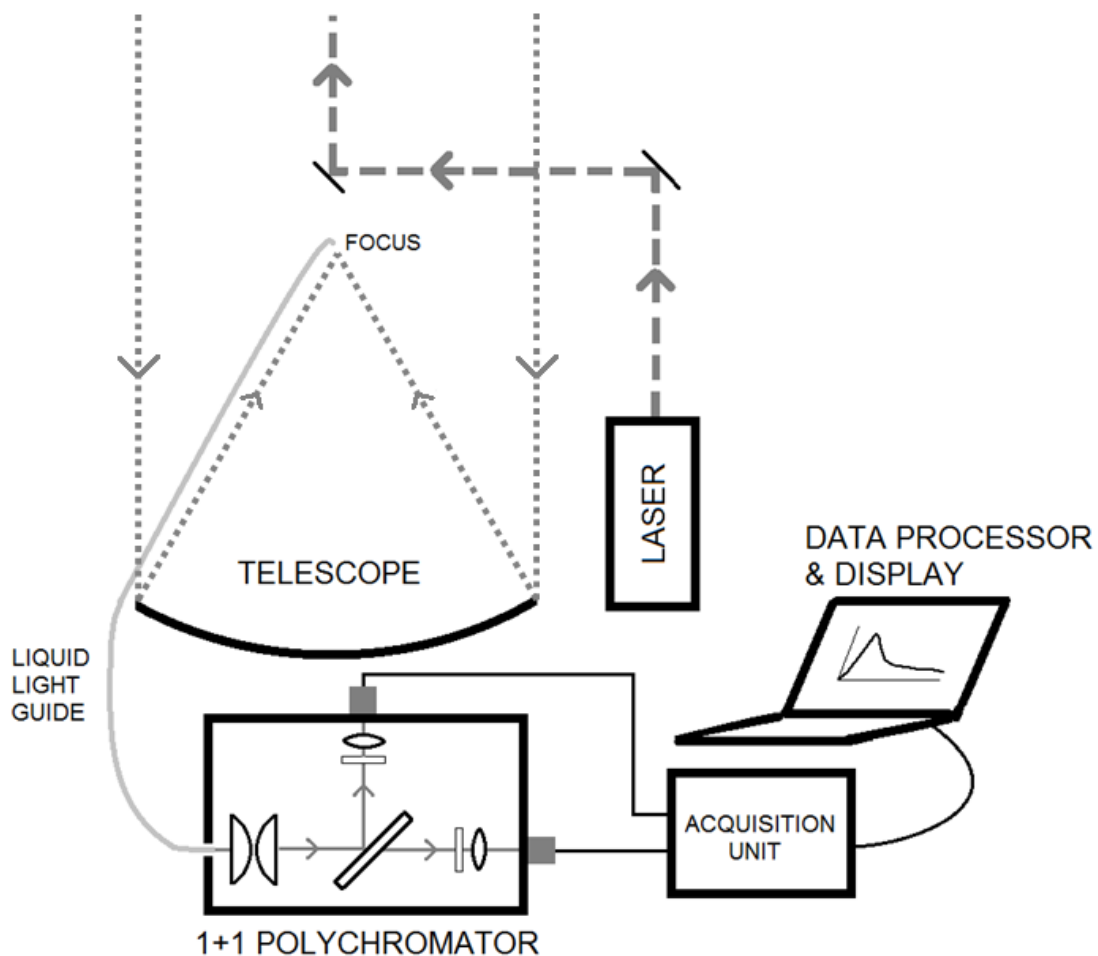 FOCUS
LASER
TELESCOPE
DATA PROCESSOR
& DISPLAY
LIQUID
LIGHT
GUIDE
ACQUISITION
UNIT
1+1 POLYCHROMATOR